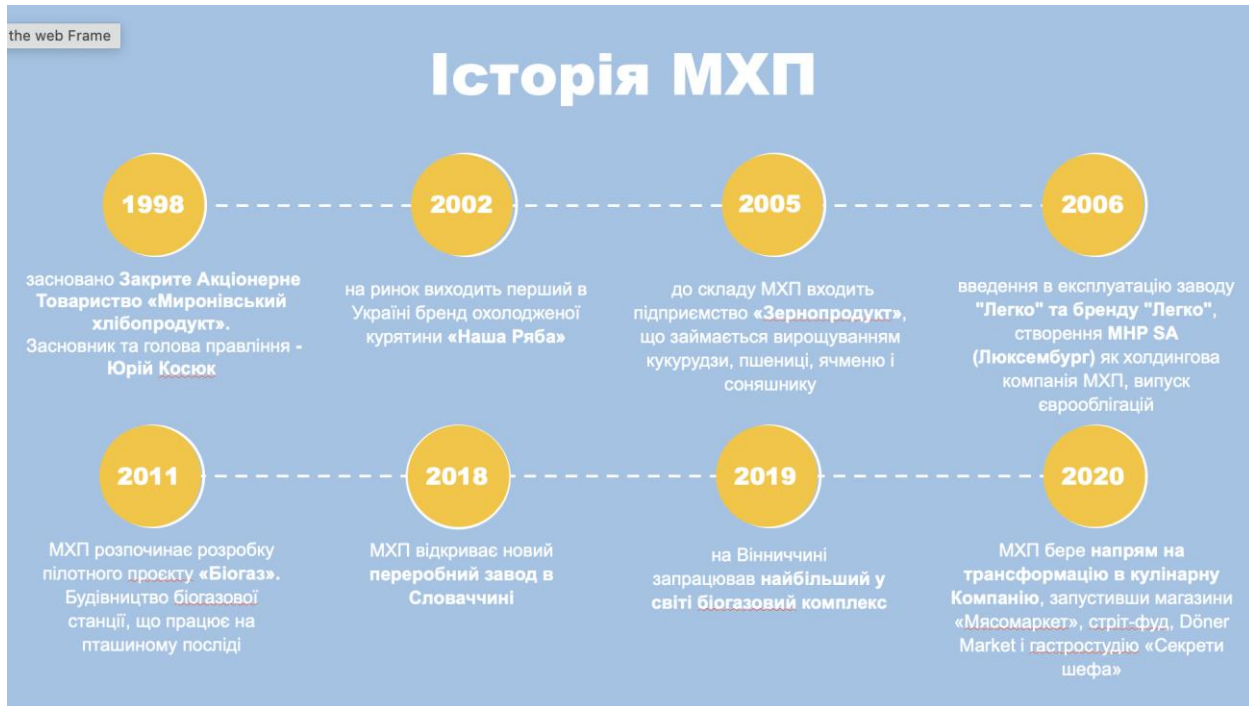 the web Frame
Історія МХП
1998
засновано Закрите Акціонерне
Товариство «Миронівський
хлібопродукт».
Засновник та голова правління -
Юрій Косюк
2002
на ринок виходить перший в
Україні бренд охолодженої
курятини «Наша Ряба»
2005
до складу МХП входить
підприємство «Зернопродукт»,
що займається вирощуванням
кукурудзи, пшениці, ячменю і
соняшнику
2006
введення в експлуатацію заводу
"Легко" та бренду "Легко",
створення MHP SA
(Люксембург) як холдингова
компанія МХП, випуск
єврооблігацій
2011
МХП розпочинає розробку
пілотного проєкту «Біогаз».
Будівництво біогазової
станції, що працює на
пташиному посліді
2018
МХП відкриває новий
переробний завод в
Словаччині
2019
на Вінниччині
запрацював найбільший у
світі біогазовий комплекс
2020
МХП бере напрям на
трансформацію в кулінарну
Компанію, запустивши магазини
«Мясомаркет», стріт-фуд, Döner
Market і гастростудію «Секрети
шефа»